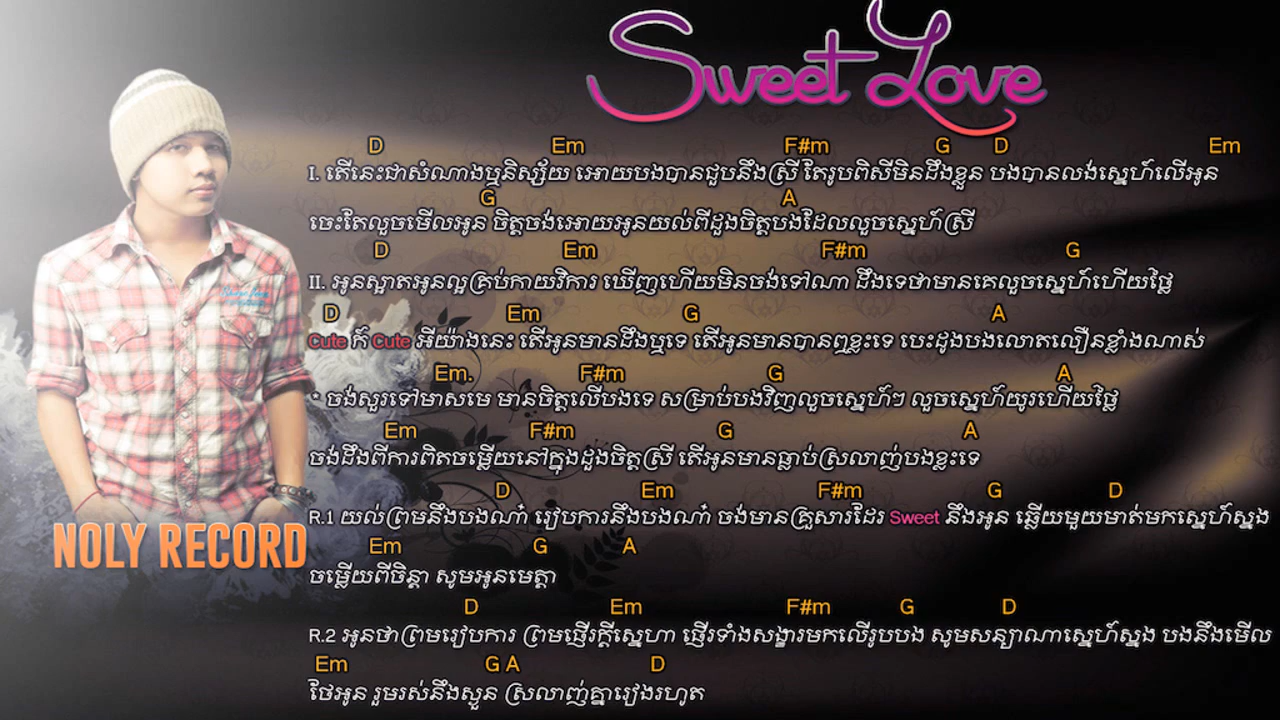 Sweet Love
D Em F#m G D Em
I. តើនេះជាសំណាងឬនិស្ស័យ អោយបងបានជួបនឹងស្រី តែរូបពិសីមិនដឹងខ្លួន បងបានលង់ស្នេហ៍លើអូន
G A
ចេះតែលួចមើលអូន ចិត្តចង់អោយអូនយល់ពីដួងចិត្តបងដែលលួចស្នេហ៍ស្រី
D Em F#m G
II. អូនស្អាតអូនល្អគ្រប់កាយវិការ ឃើញហើយមិនចង់ទៅណា ដឹងទេថាមានគេលួចស្នេហ៍ហើយថ្លៃ
D Em G A
Cute ក៏ Cute អីយ៉ាងនេះ តើអូនមានដឹងឬទេ តើអូនមានបានឮខ្លះទេ បេះដូងបងលោតលឿនខ្លាំងណាស់
Em. F#m G A
* ចង់សួរទៅមាសមេ មានចិត្តលើបងទេ សម្រាប់បងវិញលួចស្នេហ៍ៗ លួចស្នេហ៍យូរហើយថ្លៃ
Em F#m G A
ចង់ដឹងពីការពិតចម្លើយនៅក្នុងដួងចិត្តស្រី តើអូនមានធ្លាប់ស្រលាញ់បងខ្លះទេ
D Em F#m G D
R.1 យល់ព្រមនឹងបងណា៎ រៀបការនឹងបងណា៎ ចង់មានគ្រួសារដែរ Sweet នឹងអូន ឆ្លើយមួយមាត់មកស្នេហ៍ស្នង
NOLY RECORD
Em G A
ចម្លើយពីចិន្តា សូមអូនមេត្តា
D Em F#m G D
R.2 អូនថាព្រមរៀបការ ព្រមផ្ញើរក្តីស្នេហា ផ្ញើរទាំងសង្ខារមកលើរូបបង សូមសន្យាណាស្នេហ៍ស្នង បងនឹងមើល
Em G A D
ថែអូន រួមរស់នឹងស្ងួន ស្រលាញ់គ្នារៀងរហូត